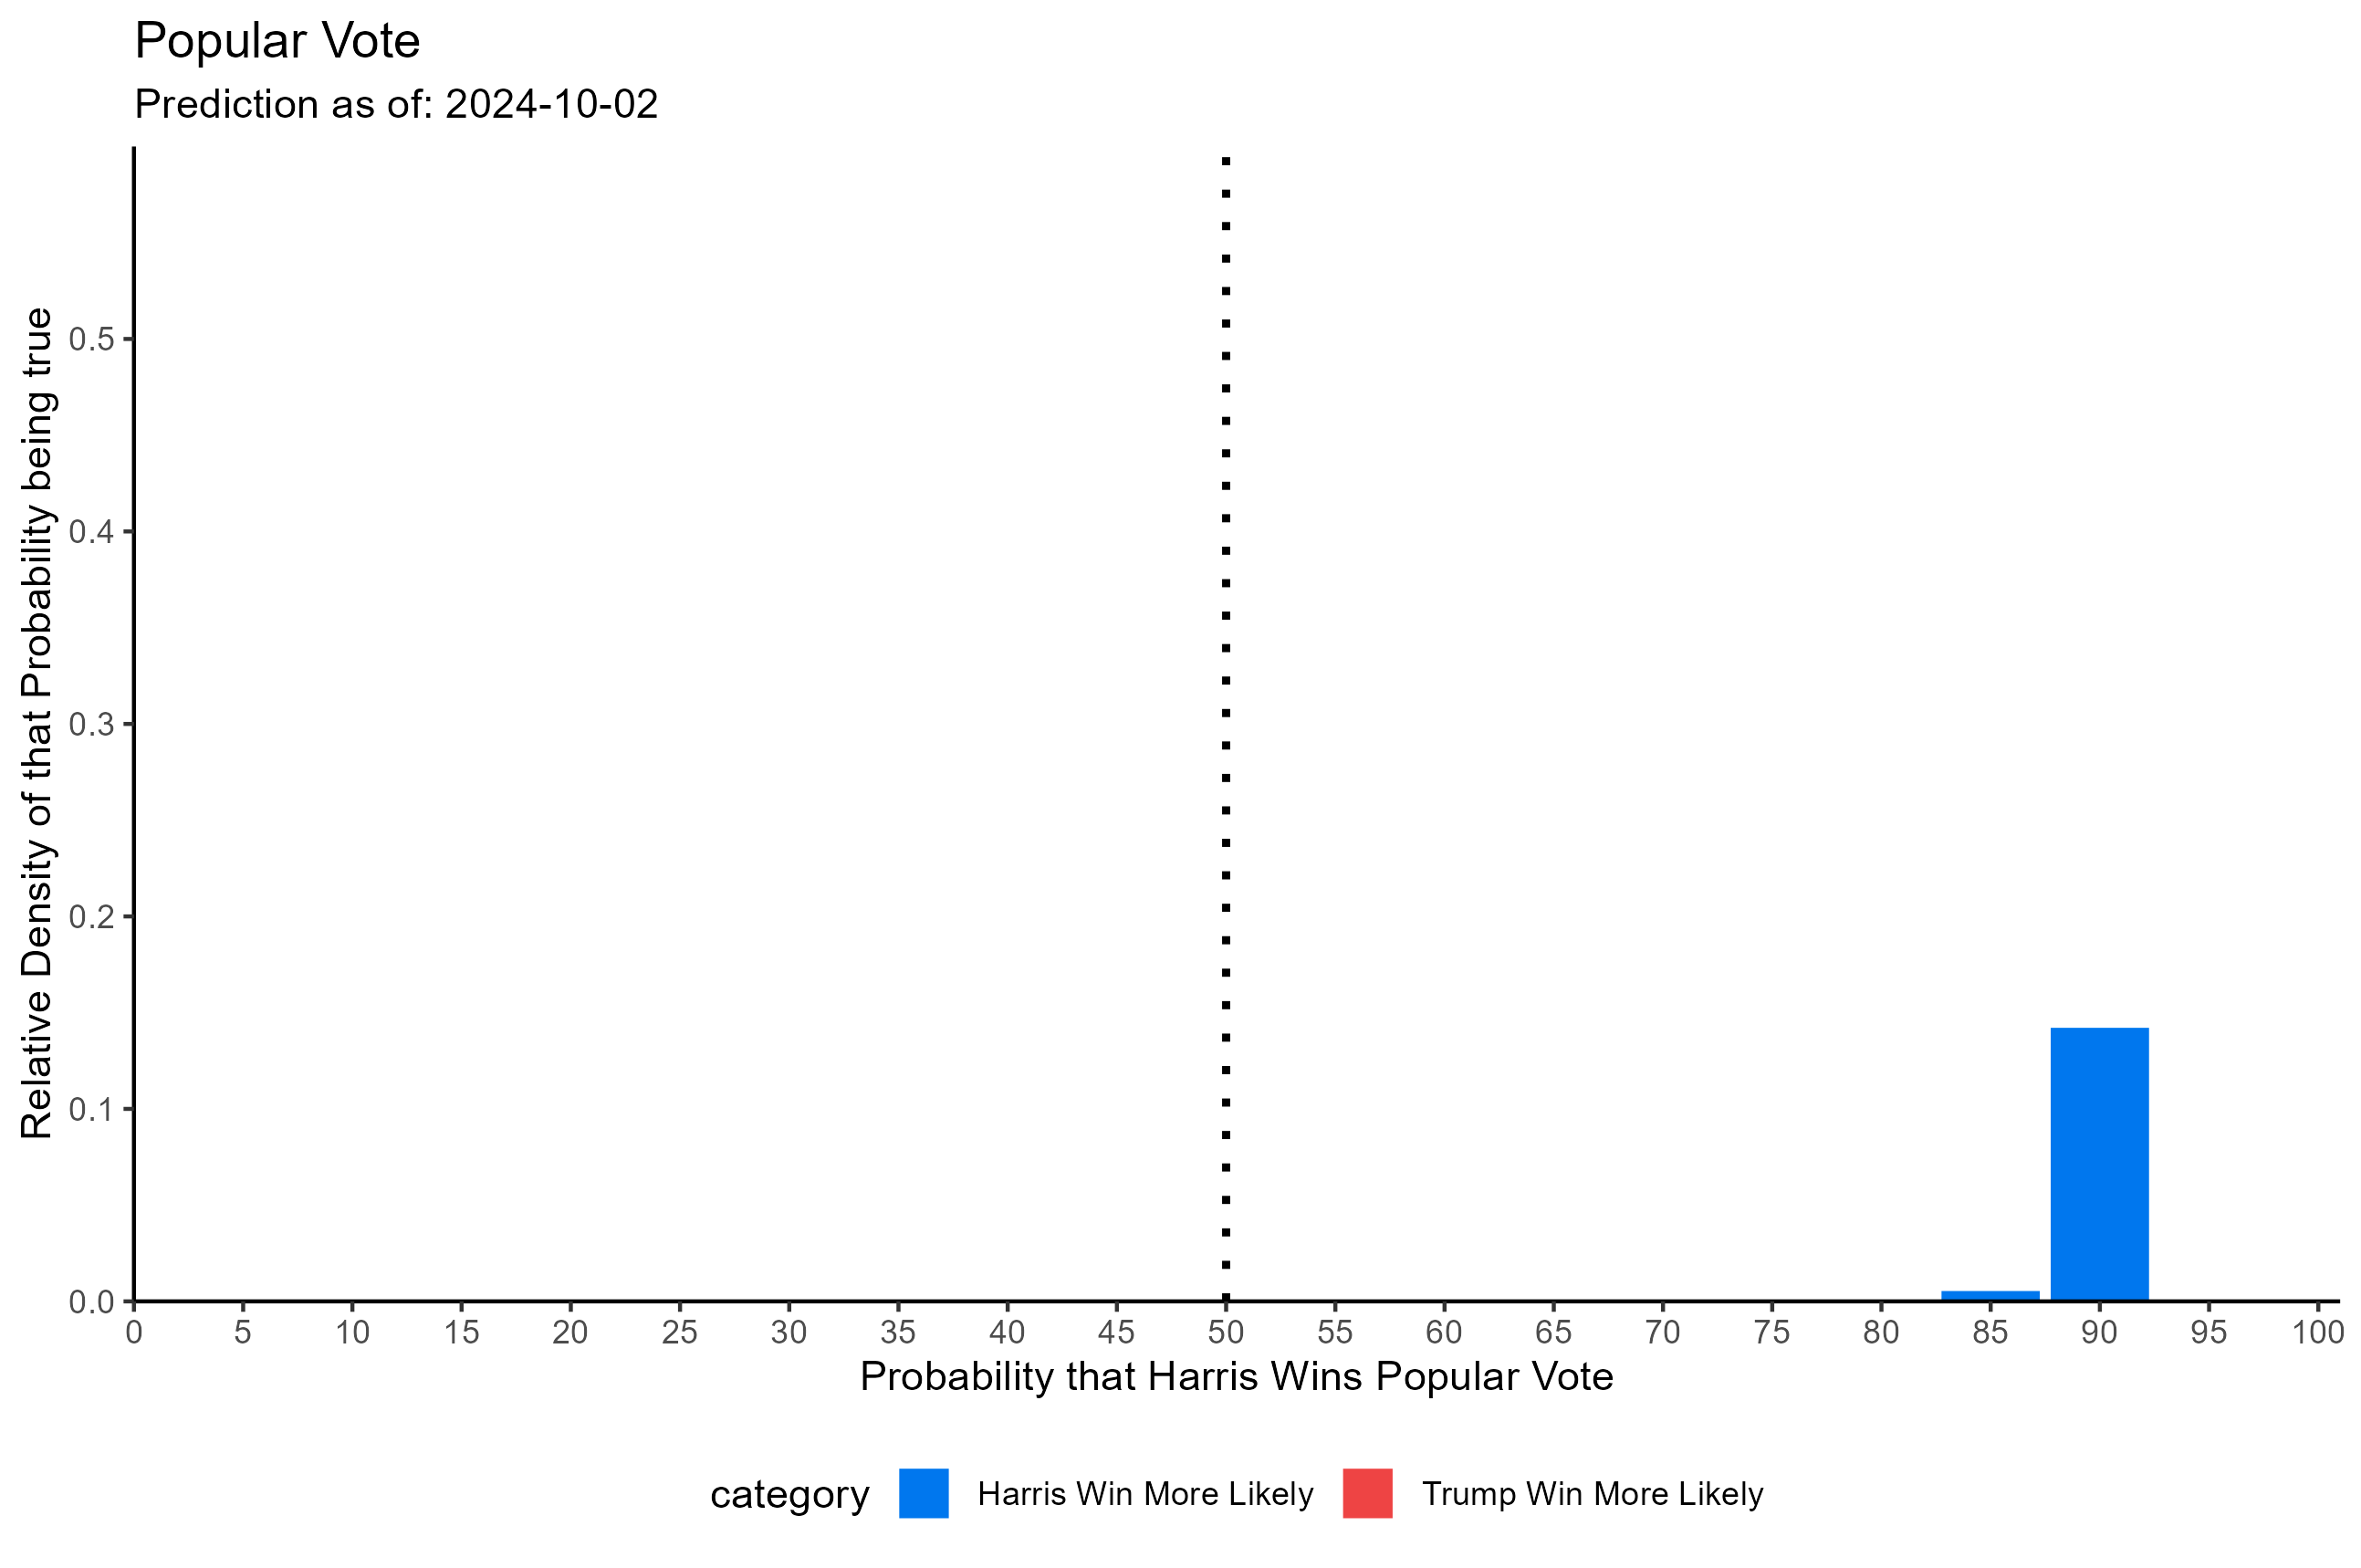 Popular Vote
Prediction as of: 2024-10-02
Relative Density of that Probability being true
0.5
0.4
0.3
0.2
0.1
0.0
0 5 10 15 20 25 30 35 40 45 50 55 60 65 70 75 80 85 90 95 100
Probability that Harris Wins Popular Vote
category Harris Win More Likely Trump Win More Likely